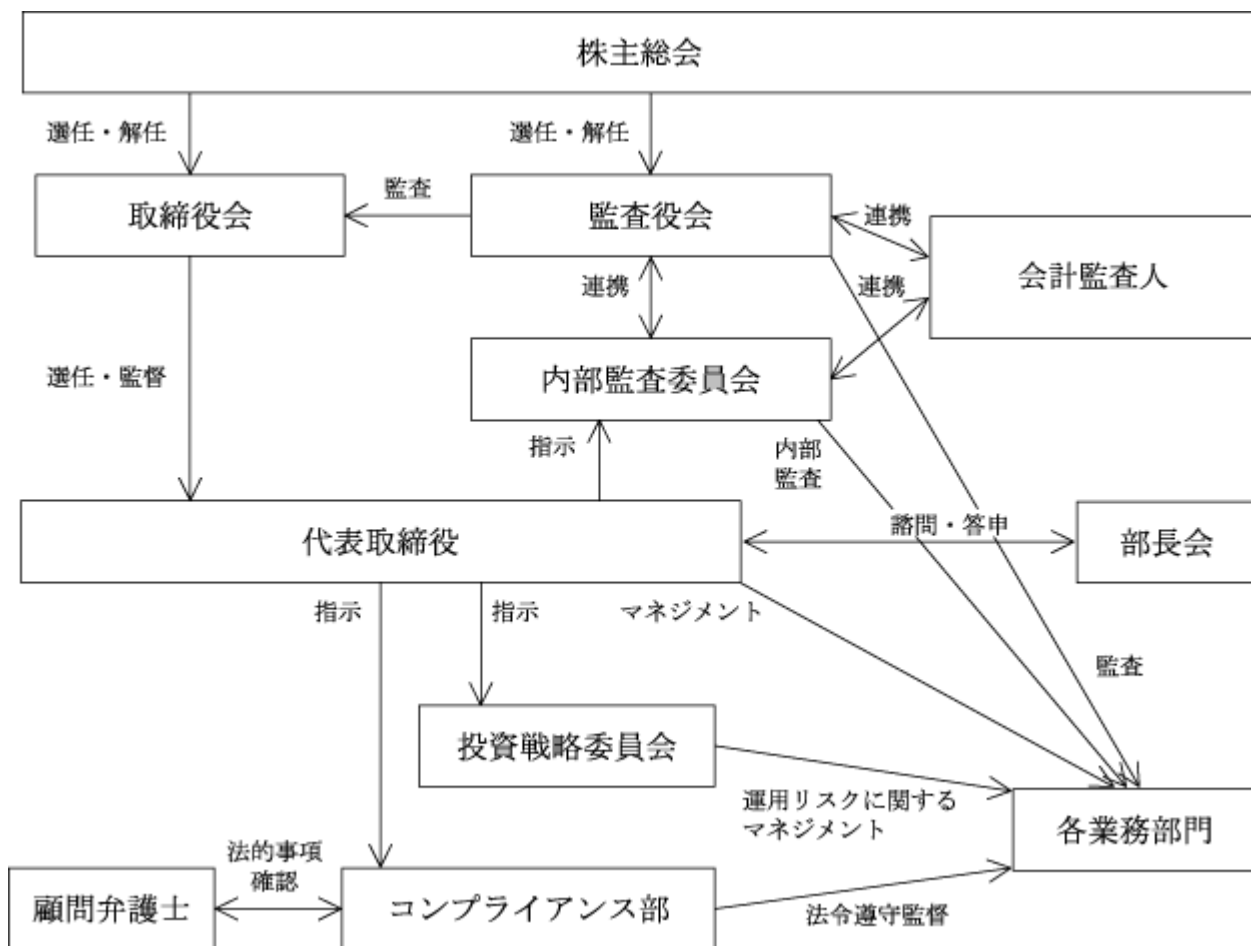 株主総会
選任・解任
選任・解任
取締役会
監査
監査役会
連携
会計監査人
連携
連携
選任・監督
内部監査委員会
指示
内部
監査
代表取締役
諮問・答申
部長会
指示
指示
マネジメント
監査
投資戦略委員会
運用リスクに関する
マネジメント
各業務部門
法的事項
確認
顧問弁護士
コンプライアンス部
法令遵守監督